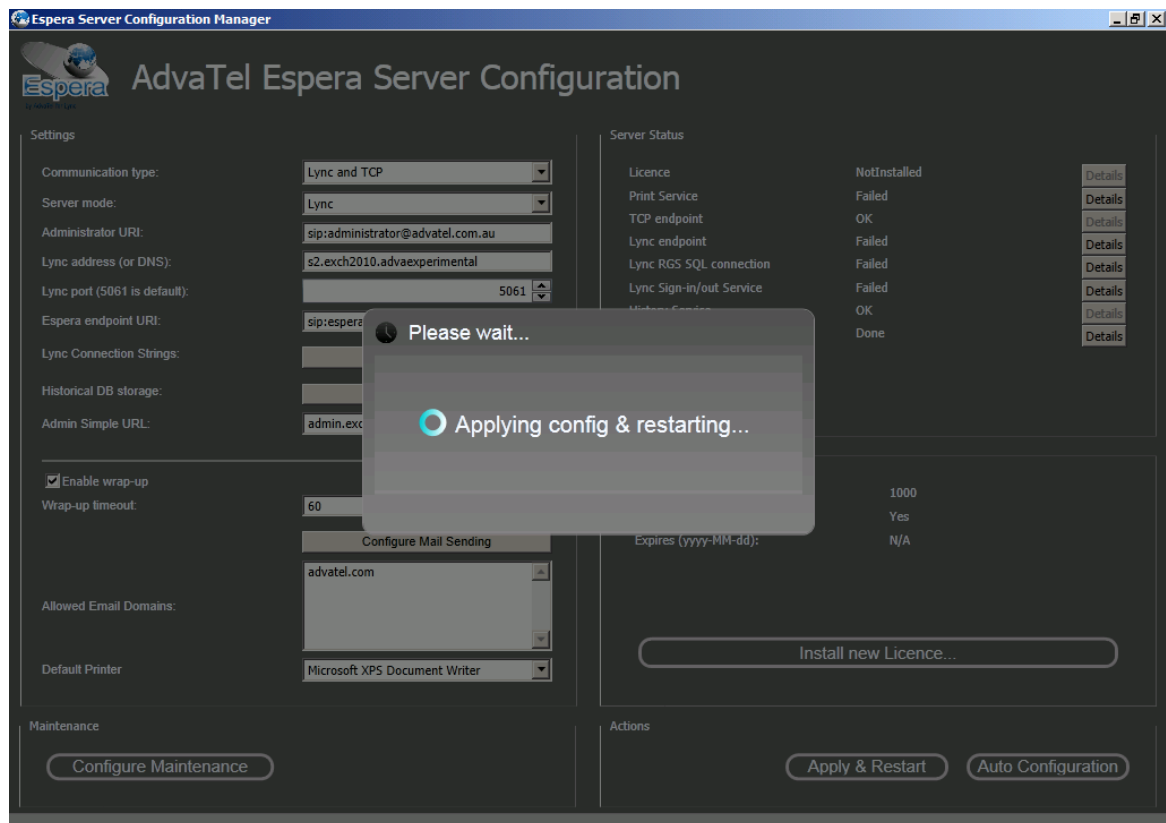 Espera Server Configuration Manager
Espera
AdvaTel Espera Server Configuration
Settings
Communication type: Lync and TCP
Server mode: Lync
Administrator URI: sip:administrator@advatel.com.au
Lync address (or DNS): s2.exch2010.advaexperimental
Lync port (5061 is default): 5061
Espera endpoint URI: sip:espera
Lync Connection Strings:
Historical DB storage:
Admin Simple URL: admin.exc
Enable wrap-up
Wrap-up timeout: 60
Configure Mail Sending
Allowed Email Domains: advatel.com
Default Printer Microsoft XPS Document Writer
Server Status
Licence NotInstalled Details
Print Service Failed Details
TCP endpoint OK Details
Lync endpoint Failed Details
Lync RGS SQL connection Failed Details
Lync Sign-in/out Service Failed Details
History Service OK Details
Done Details
Please wait...
Applying config & restarting...
1000
Yes
Expires (yyyy-MM-dd): N/A
Install new Licence...
Maintenance
Configure Maintenance
Actions
Apply & Restart Auto Configuration